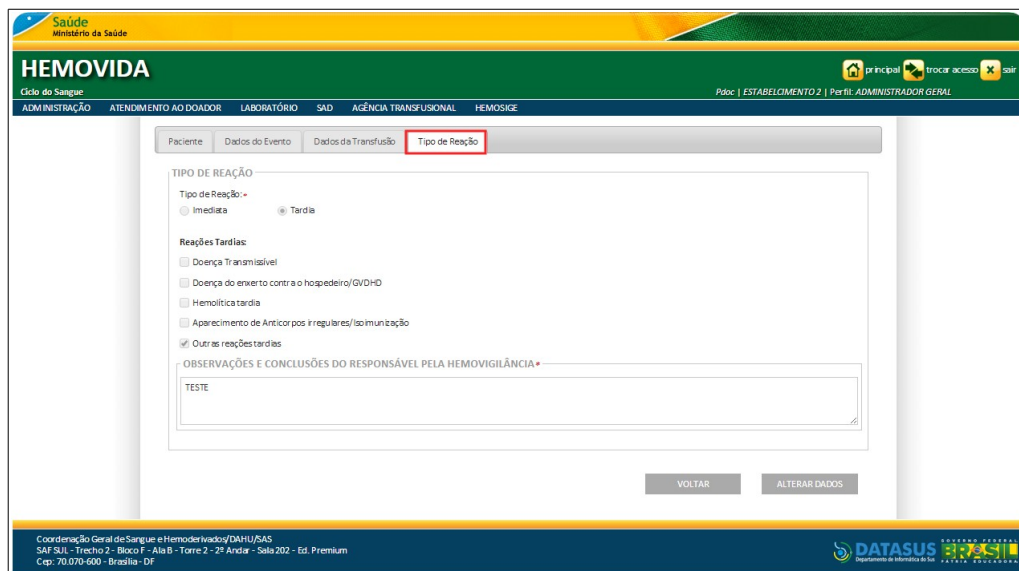 Saúde
Ministério da Saúde
HEMOVIDA
principal trocar acesso sair
Ciclo do Sangue
Pdoc | ESTABELCIMENTO 2 | Perfil: ADMINISTRADOR GERAL
ADMINISTRAÇÃO ATENDIMENTO AO DOADOR LABORATÓRIO SAD AGÊNCIA TRANSFUSIONAL HEMOSIGE
Paciente Dados do Evento Dados da Transfusão Tipo de Reação
TIPO DE REAÇÃO
Tipo de Reação:*
Imediata Tardia
Reações Tardias:
Doença Transmissível
Doença do enxerto contra o hospedeiro/GVDHD
Hemolítica tardia
Aparecimento de Anticorpos irregulares/Isoimunização
Outras reações tardias
OBSERVAÇÕES E CONCLUSÕES DO RESPONSÁVEL PELA HEMOVIGILÂNCIA*
TESTE
VOLTAR ALTERAR DADOS
Coordenação Geral de Sangue e Hemoderivados/DAHU/SAS
SAF SUL - Trecho 2 - Bloco F - Ala B - Torre 2 - 2º Andar - Sala 202 - Ed. Premium
Cep: 70.070-600 - Brasília - DF
DATASUS
Departamento de Informática do Sus
GOVERNO FEDERAL
BRASIL
PÁTRIA EDUCADORA